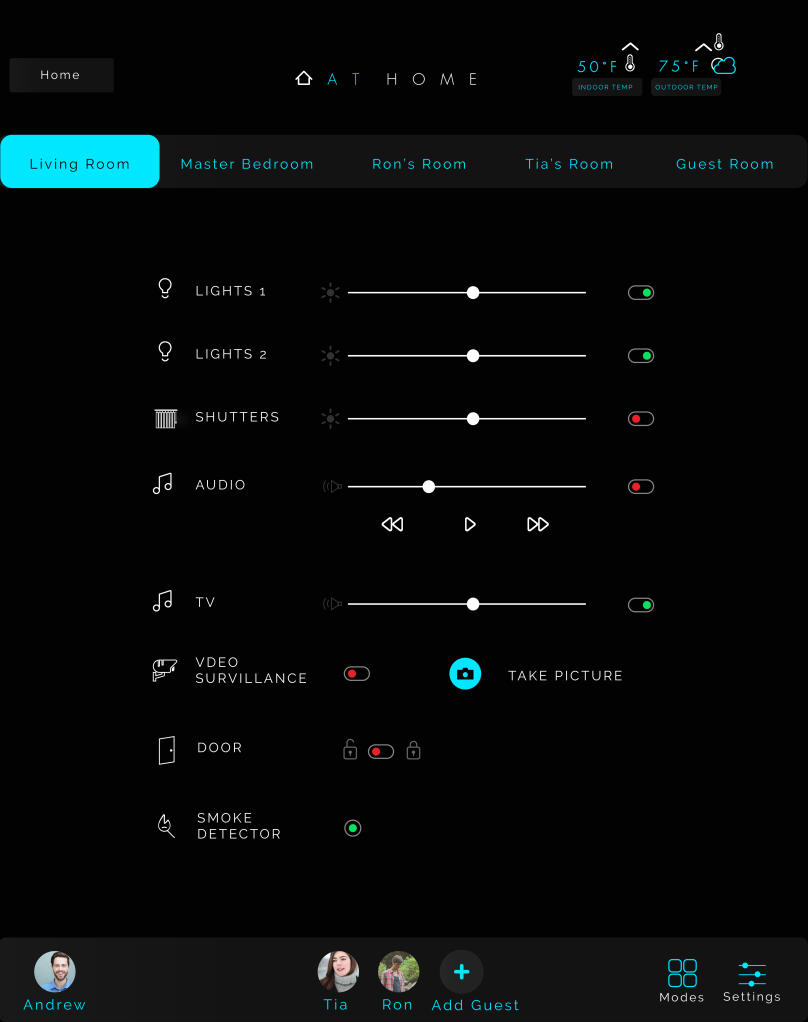 Home
AT HOME
50°F
75°F
INDOOR TEMP
OUTDOOR TEMP
Living Room
Master Bedroom
Ron's Room
Tia's Room
Guest Room
LIGHTS 1
LIGHTS 2
SHUTTERS
AUDIO
TV
VDEO
SURVILLANCE
TAKE PICTURE
DOOR
SMOKE
DETECTOR
Andrew
Tia
Ron
Add Guest
Modes
Settings